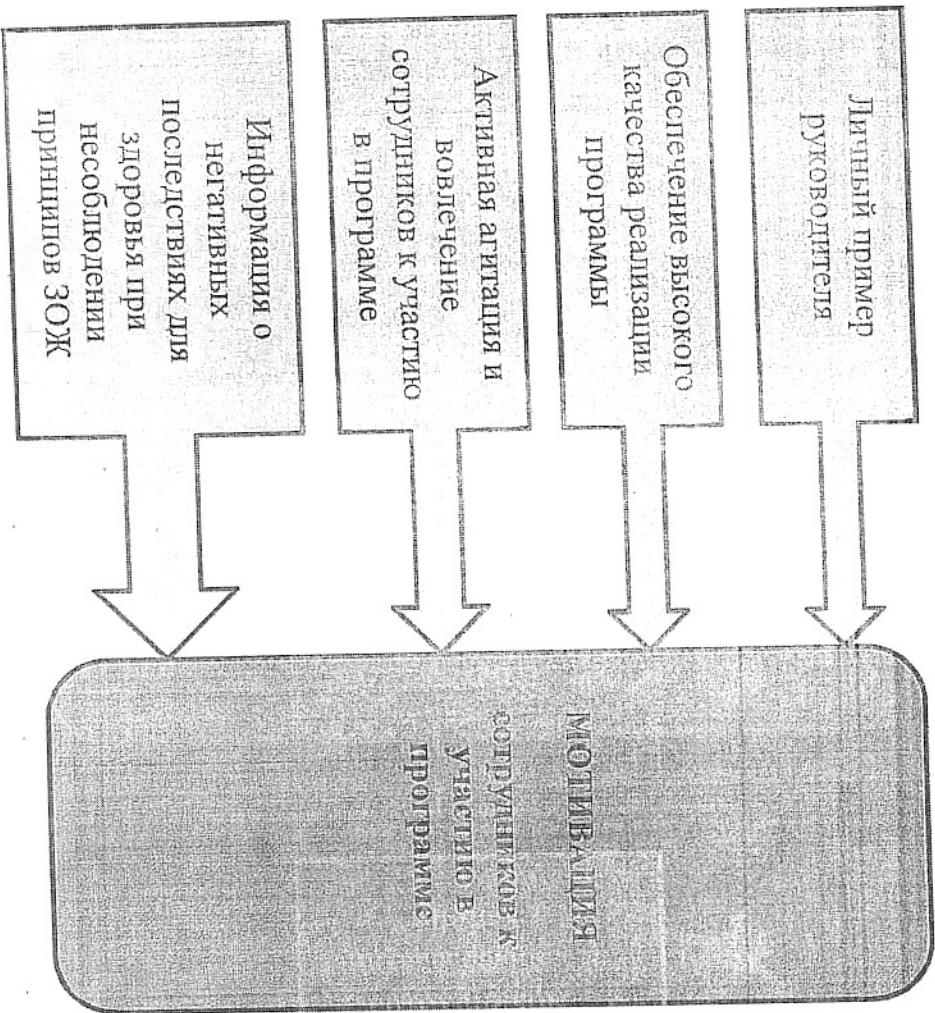 Личный пример
руководителя
Обеспечение высокого
качества реализации
программы
Активная агитация и
вовлечение
сотрудников к участию
в программе
Информация о
негативных
последствиях для
здоровья при
несоблюдении
принципов ЗОЖ
МОТИВАЦИЯ
сотрудников к
участию в
программе